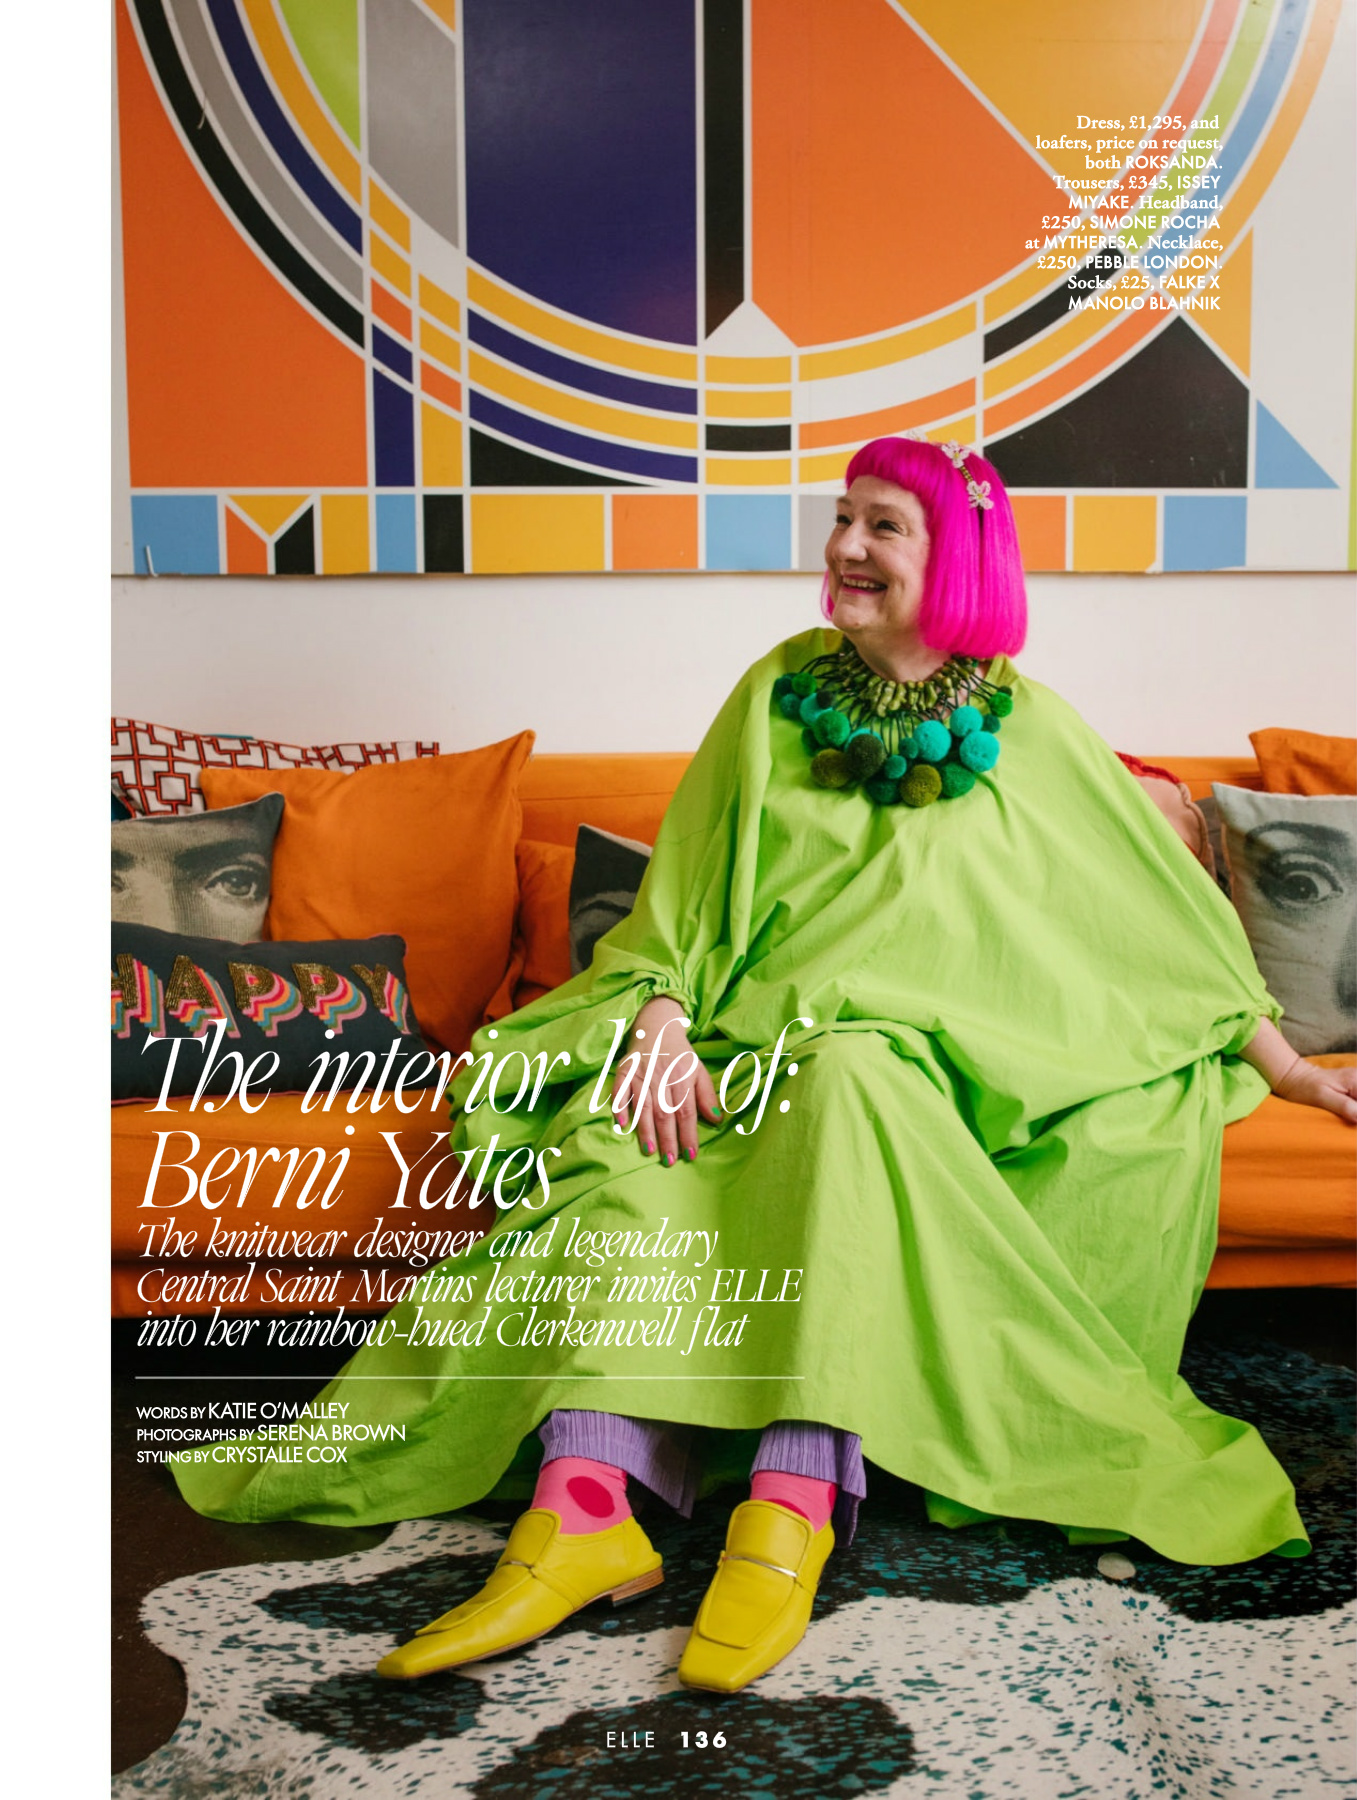 Dress, £1,295, and
loafers, price on request,
both ROKSANDA.
Trousers, £345, ISSEY
MIYAKE. Headband,
£250, SIMONE ROCHA
at MYTHERESA. Necklace,
£250, PEBBLE LONDON.
Socks, £25, FALKE X
MANOLO BLAHNIK
HAPPY
The interior life of:
Berni Yates
The knitwear designer and legendary
Central Saint Martins lecturer invites ELLE
into her rainbow-hued Clerkenwell flat
WORDS BY KATIE O'MALLEY
PHOTOGRAPHS BY SERENA BROWN
STYLING BY CRYSTALLE COX
ELLE 136